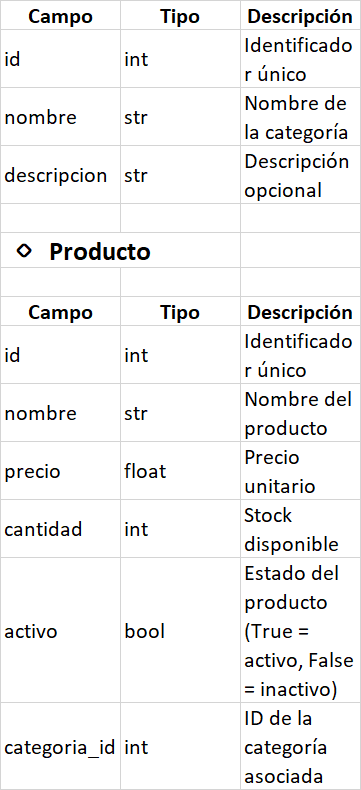 Campo Tipo Descripción
id int Identificado
r único
nombre str Nombre de
la categoría
descripcion str Descripción
opcional
Producto
Campo Tipo Descripción
id int Identificado
r único
nombre str Nombre del
producto
precio float Precio
unitario
cantidad int Stock
disponible
activo bool Estado del
producto
(True =
activo, False
= inactivo)
categoria_id int ID de la
categoría
asociada